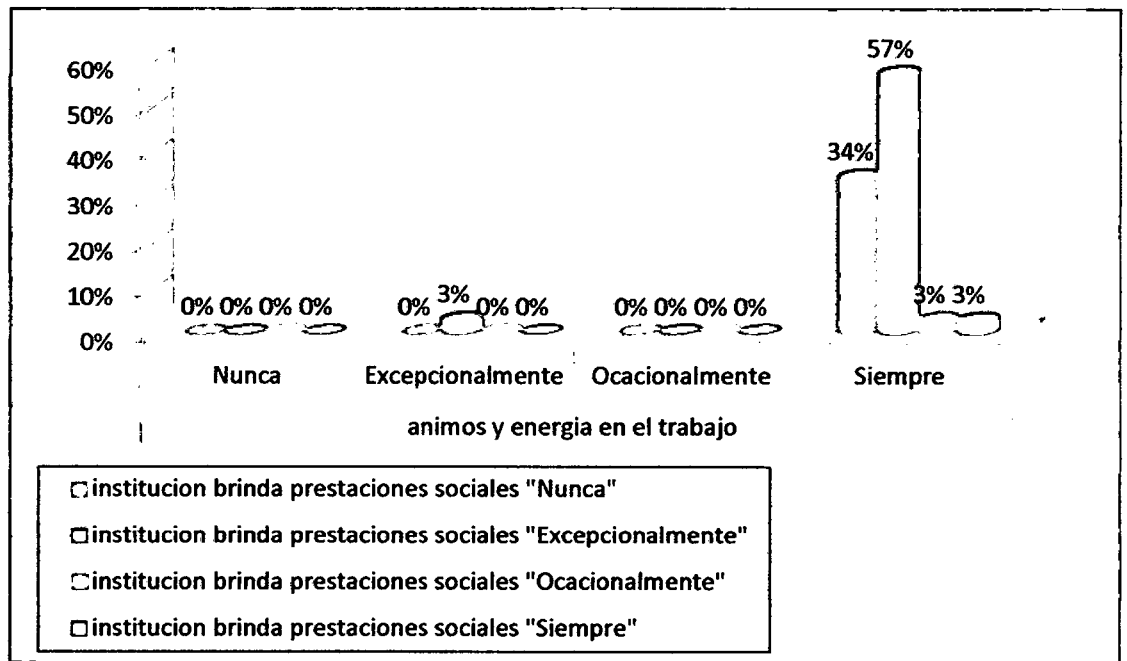 57%
60%
50%
34%
40%
30%
20%
10%
0% 0% 0% 0% 0% 3% 0% 0% 0% 0% 0% 0% 3% 3%
0%
Nunca Excepcionalmente Ocacionalmente Siempre
animos y energia en el trabajo
institucion brinda prestaciones sociales "Nunca"
institucion brinda prestaciones sociales "Excepcionalmente"
institucion brinda prestaciones sociales "Ocacionalmente"
institucion brinda prestaciones sociales "Siempre"